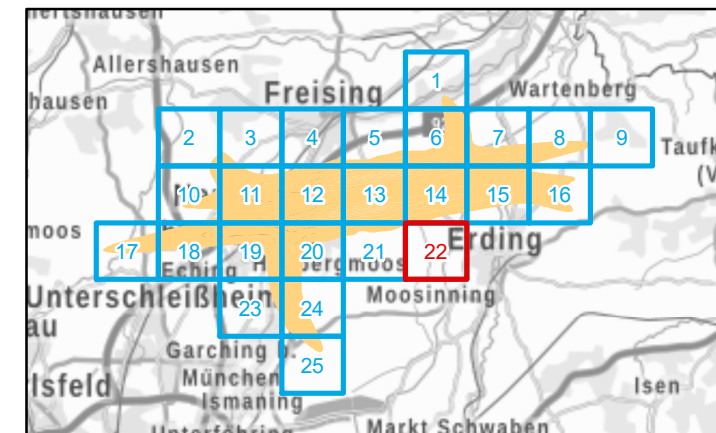 Allershausen
hausen
Freising
Wartenberg
1
2 3 4 5 6 7 8 9
Taufk
(V
10 11 12 13 14 15 16
moos
17 18 19 20 21 22
Erding
Eching
Unterschleißheim
Moosinning
au
23 24
Garching b.
München
25
lsfeld
Ismaning
Isen
Markt Schwaben